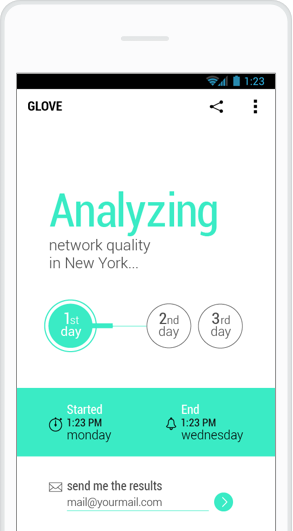 1:23
GLOVE
Analyzing
network quality
in New York...
1st day
2nd day
3rd day
Started
1:23 PM
monday
End
1:23 PM
wednesday
send me the results
mail@yourmail.com